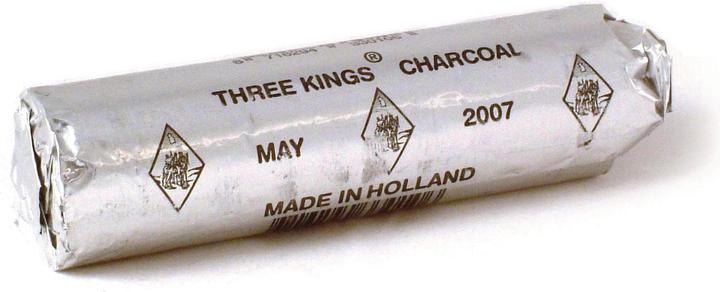 THREE KINGS® CHARCOAL
MAY 2007
MADE IN HOLLAND